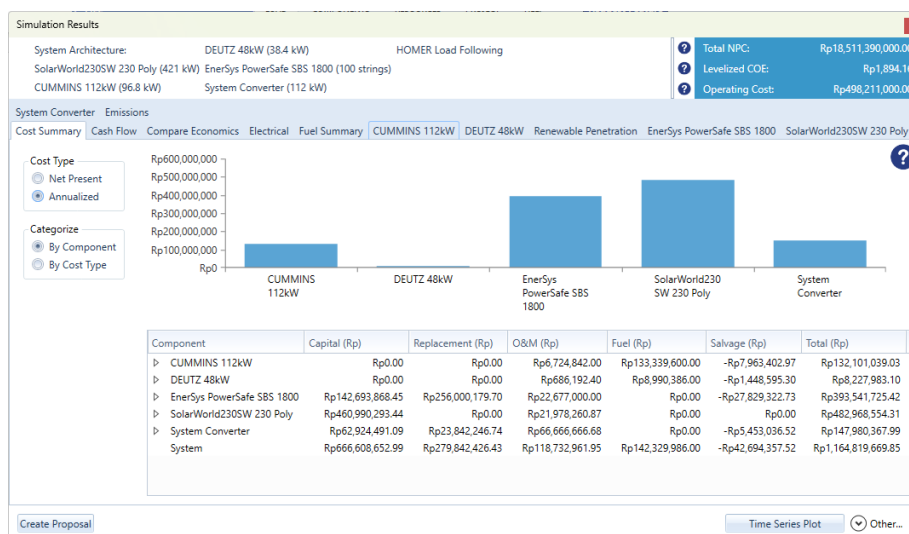 Simulation Results
System Architecture: DEUTZ 48kW (38.4 kW) HOMER Load Following
SolarWorld230SW 230 Poly (421 kW) EnerSys PowerSafe SBS 1800 (100 strings)
CUMMINS 112kW (96.8 kW) System Converter (112 kW)
Total NPC: Rp18,511,390,000.00
Levelized COE: Rp1,894.16
Operating Cost: Rp498,211,000.00
System Converter Emissions
Cost Summary Cash Flow Compare Economics Electrical Fuel Summary CUMMINS 112kW DEUTZ 48kW Renewable Penetration EnerSys PowerSafe SBS 1800 SolarWorld230SW 230 Poly
Cost Type
Net Present
Annualized
Categorize
By Component
By Cost Type
Rp600,000,000
Rp500,000,000
Rp400,000,000
Rp300,000,000
Rp200,000,000
Rp100,000,000
Rp0
CUMMINS
112kW
DEUTZ 48kW
EnerSys
PowerSafe SBS
1800
SolarWorld230
SW 230 Poly
System
Converter
Component Capital (Rp) Replacement (Rp) O&M (Rp) Fuel (Rp) Salvage (Rp) Total (Rp)
CUMMINS 112kW Rp0.00 Rp0.00 Rp6,724,842.00 Rp133,339,600.00 -Rp7,963,402.97 Rp132,101,039.03
DEUTZ 48kW Rp0.00 Rp0.00 Rp686,192.40 Rp8,990,386.00 -Rp1,448,595.30 Rp8,227,983.10
EnerSys PowerSafe SBS 1800 Rp142,693,868.45 Rp256,000,179.70 Rp22,677,000.00 Rp0.00 -Rp27,829,322.73 Rp393,541,725.42
SolarWorld230SW 230 Poly Rp460,990,293.44 Rp0.00 Rp21,978,260.87 Rp0.00 Rp0.00 Rp482,968,554.31
System Converter Rp62,924,491.09 Rp23,842,246.74 Rp66,666,666.68 Rp0.00 -Rp5,453,036.52 Rp147,980,367.99
System Rp666,608,652.99 Rp279,842,426.43 Rp118,732,961.95 Rp142,329,986.00 -Rp42,694,357.52 Rp1,164,819,669.85
Create Proposal
Time Series Plot
Other...